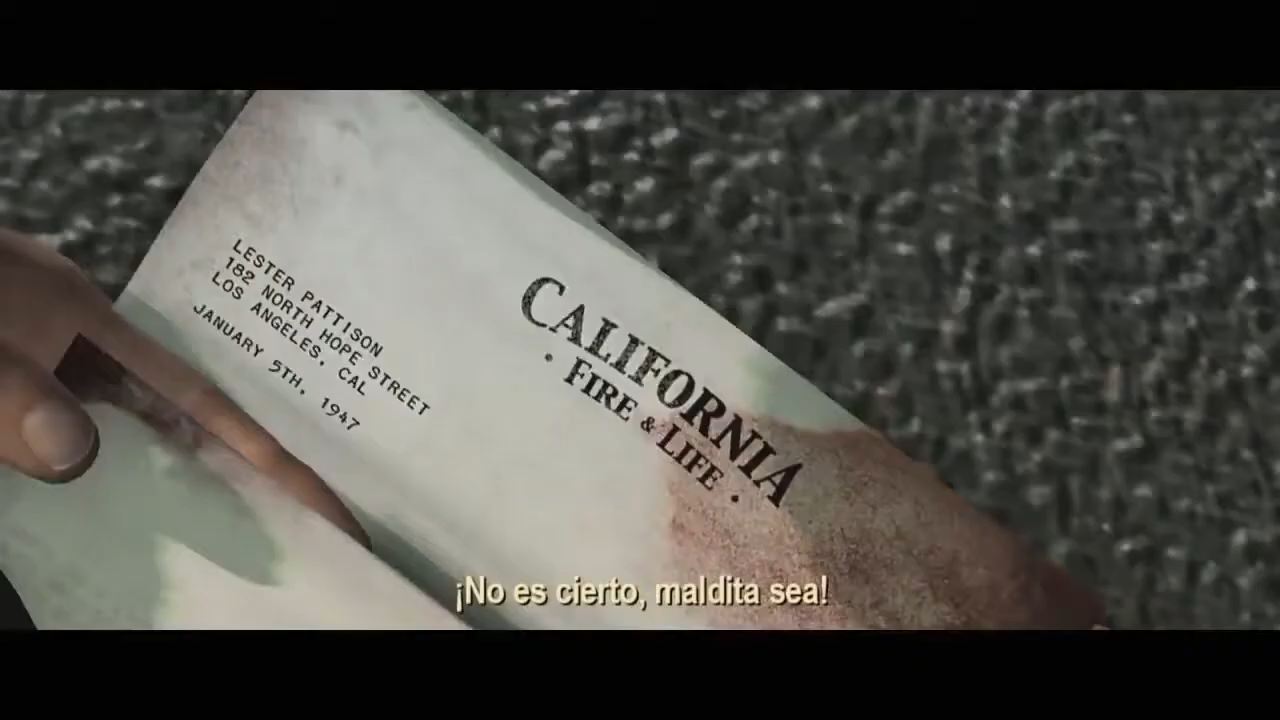 LESTER PATTISON
182 NORTH HOPE STREET
LOS ANGELES, CAL
JANUARY 5TH, 1947
CALIFORNIA
· FIRE & LIFE ·
¡No es cierto, maldita sea!